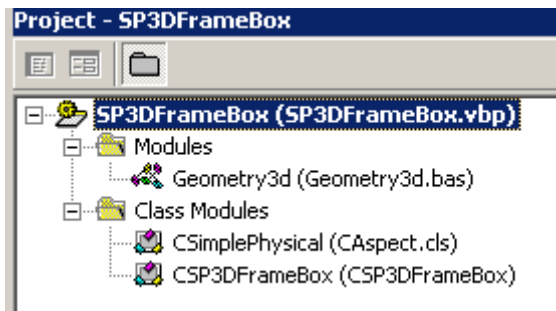 Project - SP3DFrameBox
SP3DFrameBox (SP3DFrameBox.vbp)
Modules
Geometry3d (Geometry3d.bas)
Class Modules
CSimplePhysical (CAspect.cls)
CSP3DFrameBox (CSP3DFrameBox)